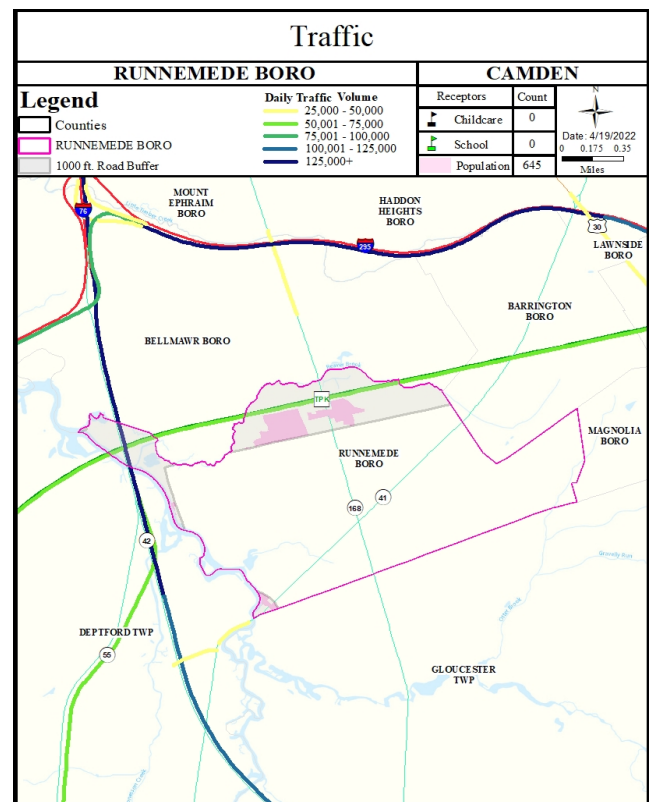 Traffic
RUNNEMEDE BORO
CAMDEN
Legend
Counties
RUNNEMEDE BORO
1000 ft. Road Buffer
Daily Traffic Volume
25,000 - 50,000
50,001 - 75,000
75,001 - 100,000
100,001 - 125,000
125,000+
Receptors Count
Childcare 0
School 0
Population 645
N
Date: 4/19/2022
0 0.175 0.35
Miles
MOUNT
EPHRAIM
BORO
HADDON
HEIGHTS
BORO
76
295
30
LAWNSIDE
BORO
BARRINGTON
BORO
BELLMAWR BORO
TPK
MAGNOLIA
BORO
RUNNEMEDE
BORO
41
168
42
DEPTFORD TWP
55
GLOUCESTER
TWP